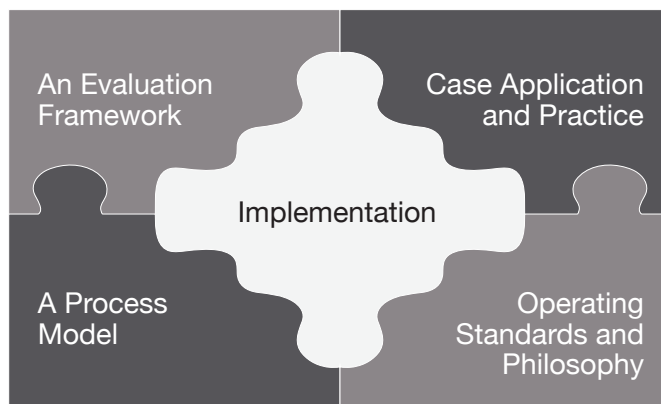 An Evaluation
Framework
Case Application
and Practice
Implementation
A Process
Model
Operating
Standards and
Philosophy